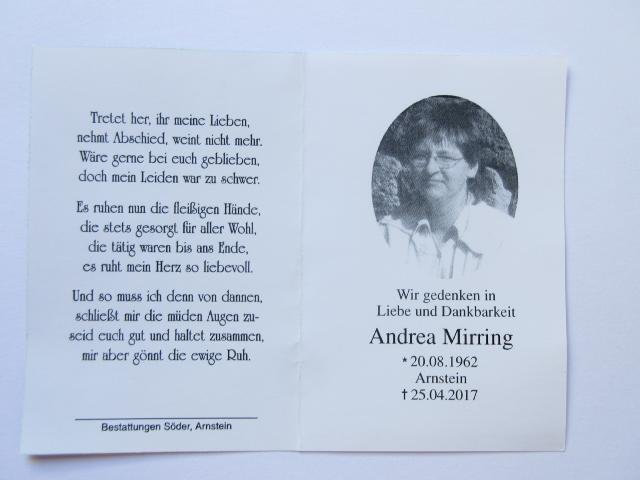 Tretet her, ihr meine Lieben,
nehmt Abschied, weint nicht mehr.
Wäre gerne bei euch geblieben,
doch mein Leiden war zu schwer.
Es ruhen nun die fleißigen Hände,
die stets gesorgt für aller Wohl,
die tätig waren bis ans Ende,
es ruht mein Herz so liebevoll.
Und so muss ich denn von dannen,
schließt mir die müden Augen zu-
seid euch gut und haltet zusammen,
mir aber gönnt die ewige Ruh.
Bestattungen Söder, Arnstein
Wir gedenken in
Liebe und Dankbarkeit
Andrea Mirring
* 20.08.1962
Arnstein
† 25.04.2017